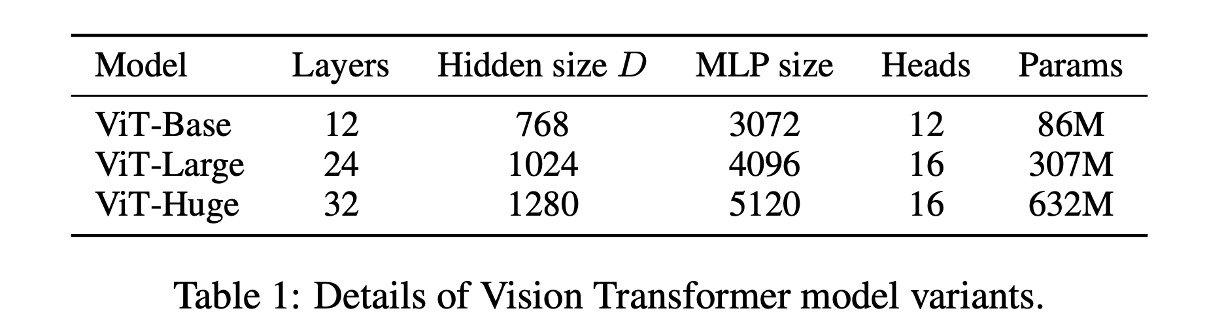 Model Layers Hidden size D MLP size Heads Params
ViT-Base 12 768 3072 12 86M
ViT-Large 24 1024 4096 16 307M
ViT-Huge 32 1280 5120 16 632M
Table 1: Details of Vision Transformer model variants.